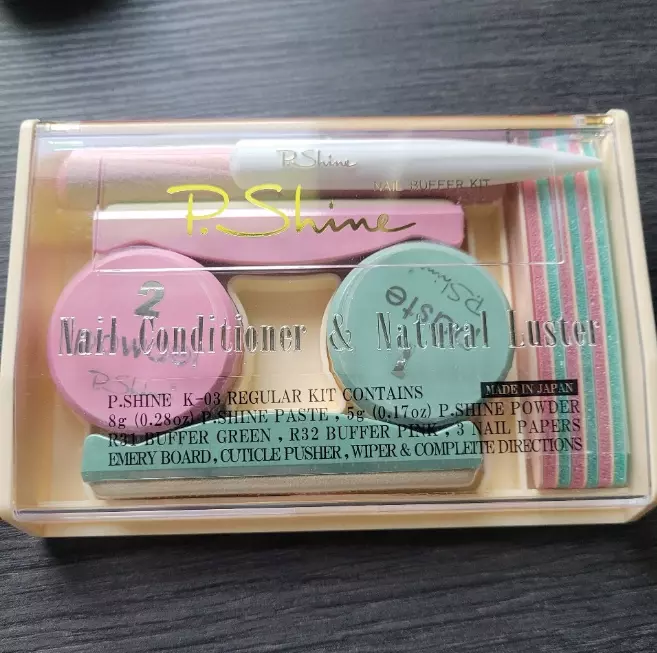 P.Shine
NAIL BUFFER KIT
P.Shine
2
P.Shine
Paste
P.Shine
Nail Conditioner & Natural Luster
MADE IN JAPAN
P.SHINE K-03 REGULAR KIT CONTAINS
8g (0.28oz) P.SHINE PASTE , 5g (0.17oz) P.SHINE POWDER
R31 BUFFER GREEN , R32 BUFFER PINK , 3 NAIL PAPERS
EMERY BOARD , CUTICLE PUSHER , WIPER & COMPLEITE DIRECTIONS